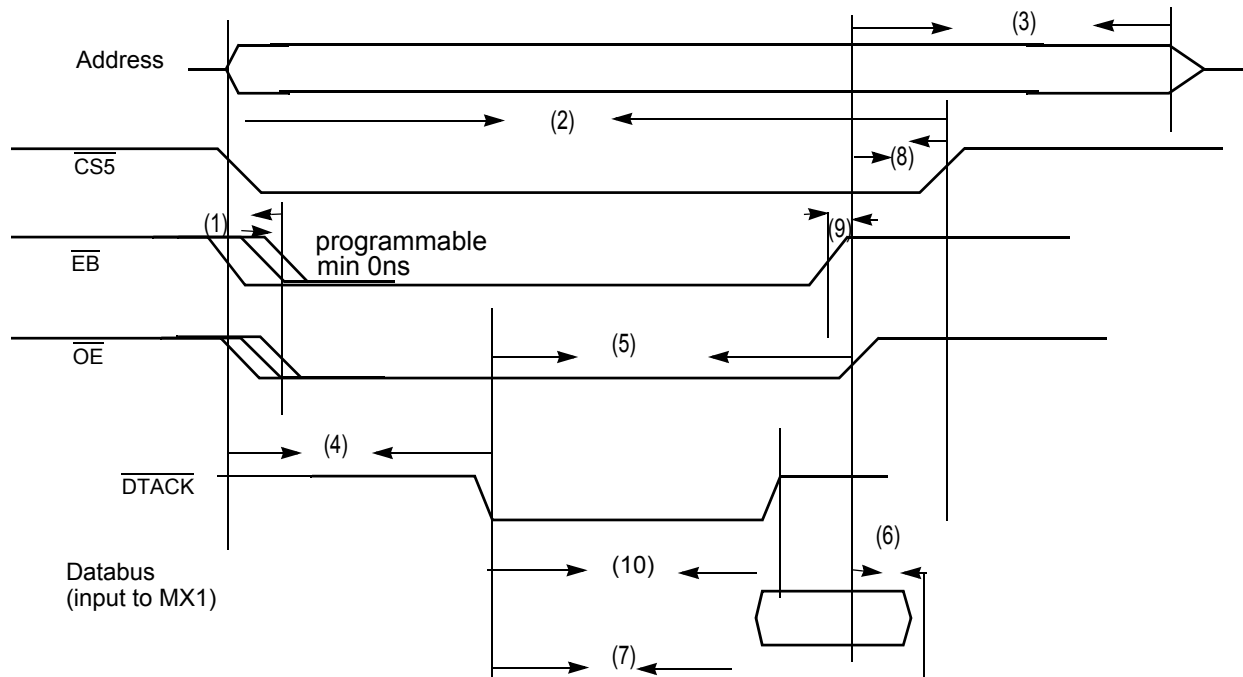 (3)
Address
(2)
CS5
(8)
(1)
(9)
programmable
min 0ns
EB
(5)
OE
(4)
DTACK
(6)
(10)
Databus
(input to MX1)
(7)